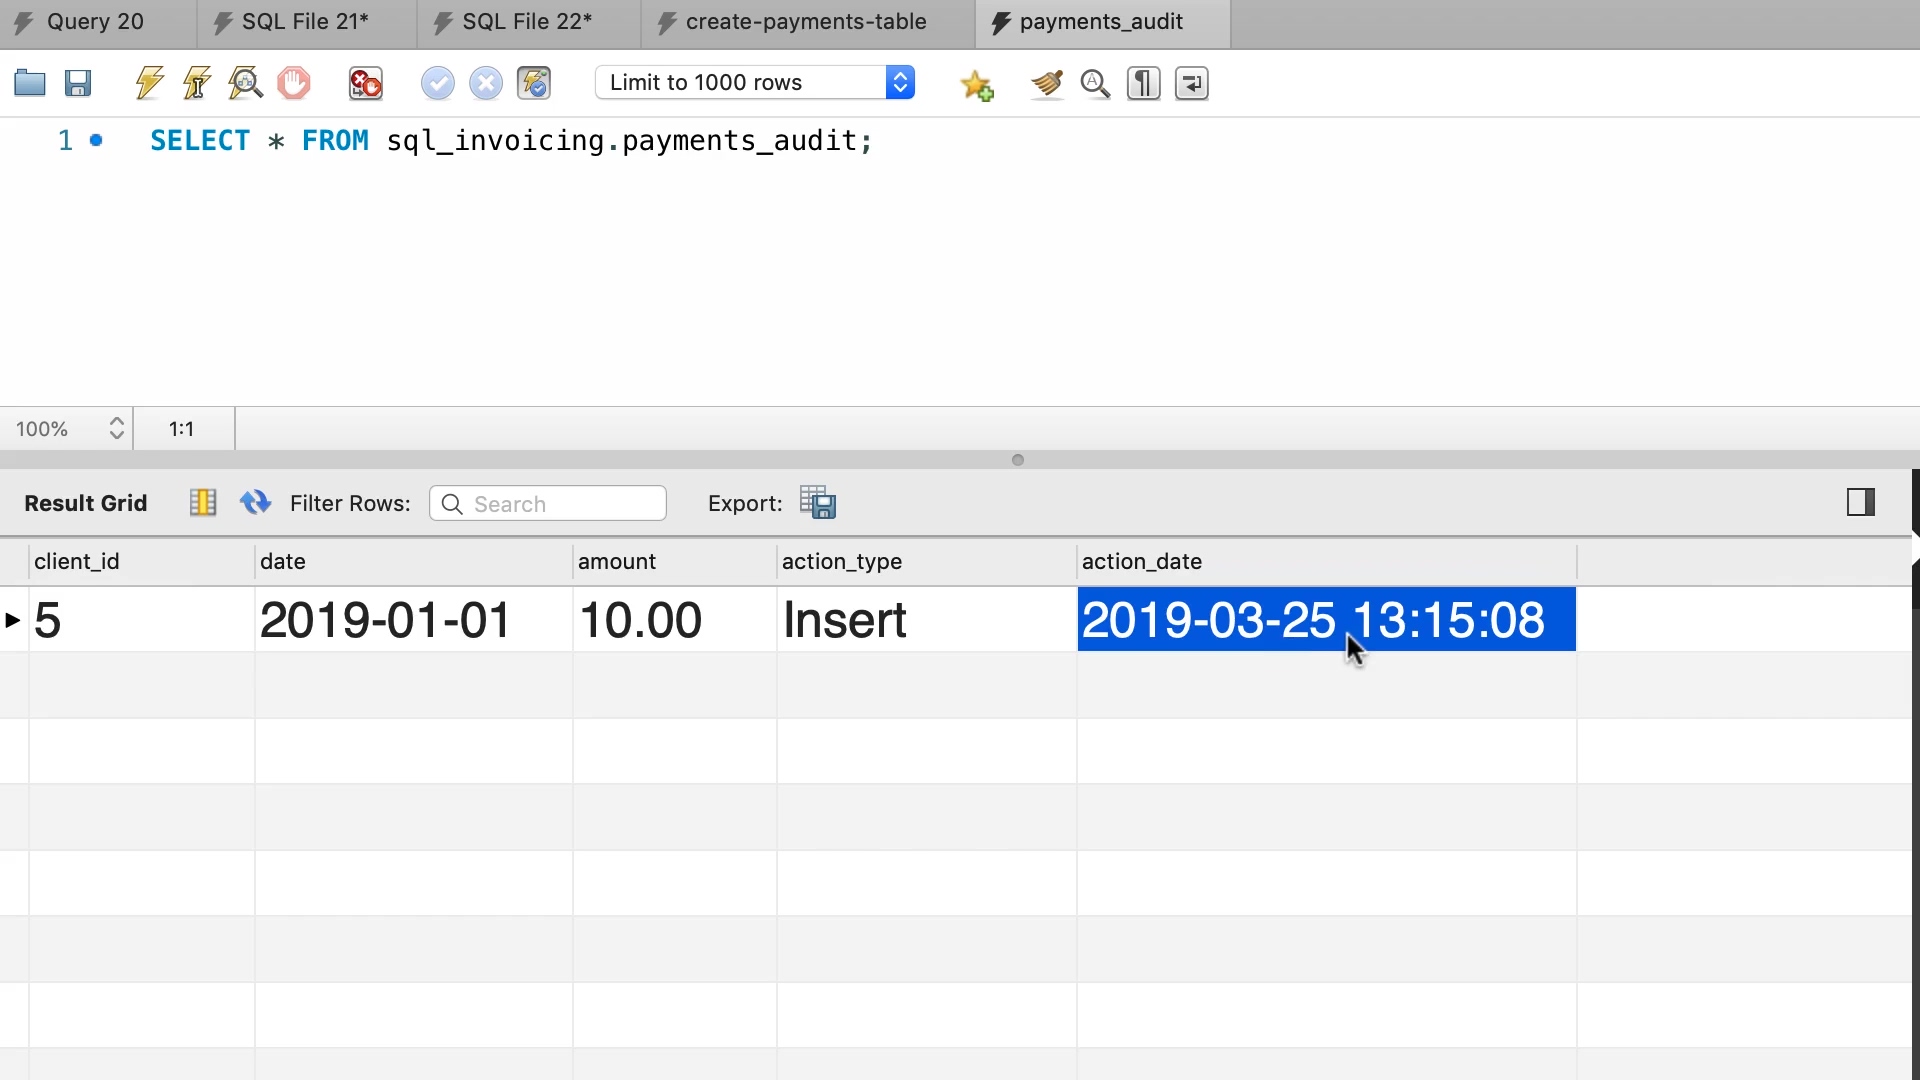 Query 20 SQL File 21* SQL File 22* create-payments-table payments_audit
Limit to 1000 rows
1 SELECT * FROM sql_invoicing.payments_audit;
100% 1:1
Result Grid Filter Rows: Search Export:
client_id date amount action_type action_date
5 2019-01-01 10.00 Insert 2019-03-25 13:15:08